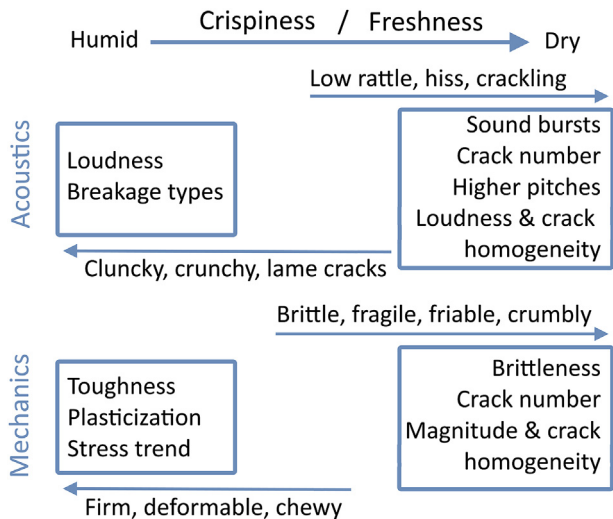 Crispiness / Freshness
Humid
Dry
Low rattle, hiss, crackling
Acoustics
Loudness
Breakage types
Sound bursts
Crack number
Higher pitches
Loudness & crack
homogeneity
Cluncky, crunchy, lame cracks
Brittle, fragile, friable, crumbly
Mechanics
Toughness
Plasticization
Stress trend
Brittleness
Crack number
Magnitude & crack
homogeneity
Firm, deformable, chewy